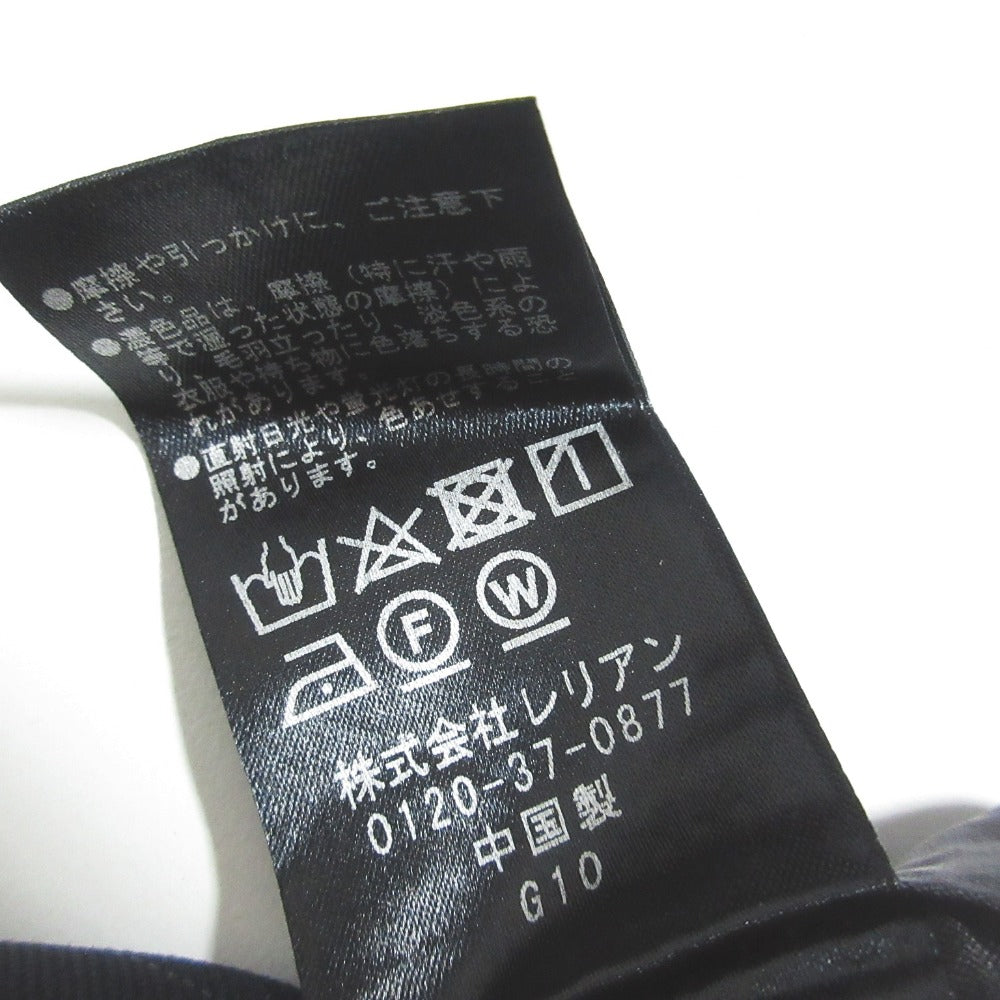 ●摩擦や引っかけに、ご注意下
さい。
●濃色品は、摩擦（特に汗や雨
等で湿った状態の摩擦）によ
り、毛羽立ったり、淡色系の
衣服や持ち物に色落ちする恐
れがあります。
●直射日光や蛍光灯の長時間の
照射により、色あせすること
があります。
F W
株式会社レリアン
0120-37-0877
中国製
G10